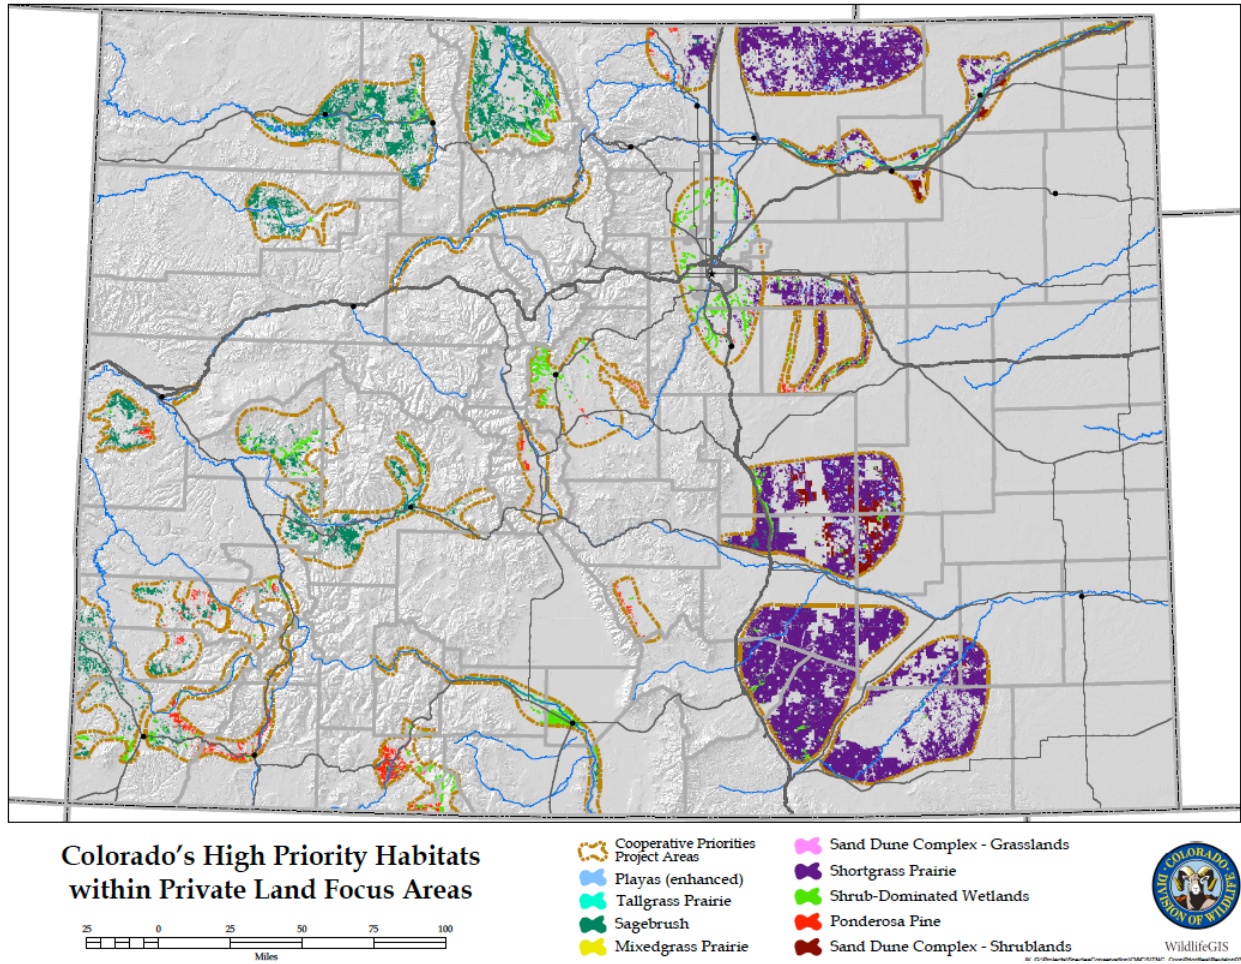 Colorado's High Priority Habitats
within Private Land Focus Areas
25 0 25 50 75 100
Miles
Cooperative Priorities
Project Areas
Playas (enhanced)
Tallgrass Prairie
Sagebrush
Mixedgrass Prairie
Sand Dune Complex - Grasslands
Shortgrass Prairie
Shrub-Dominated Wetlands
Ponderosa Pine
Sand Dune Complex - Shrublands
COLORADO
DIVISION OF WILDLIFE
WildlifeGIS